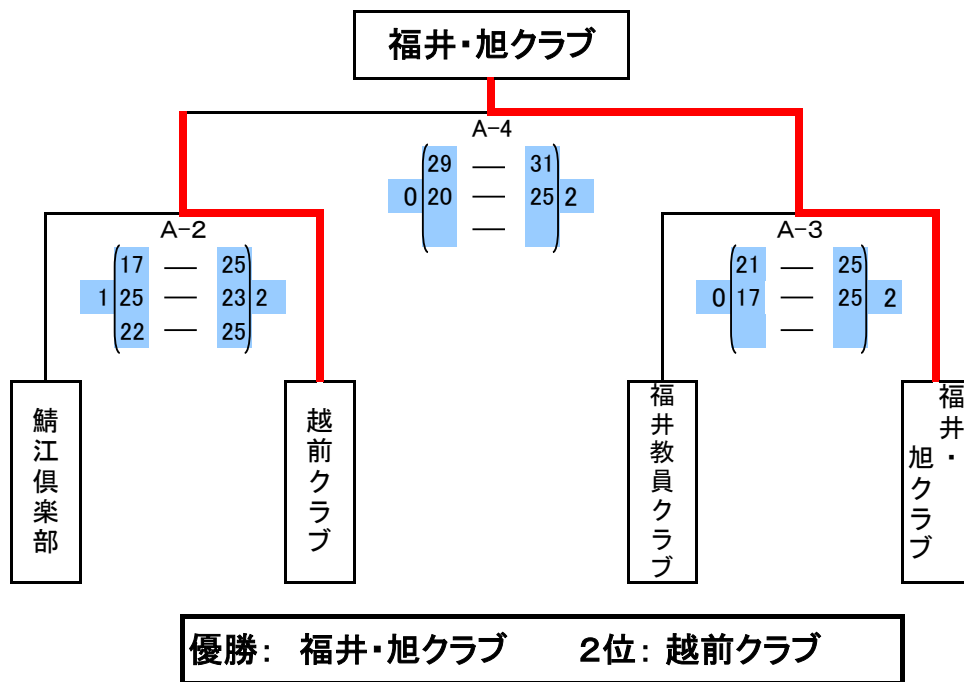 福井・旭クラブ
A-4
29 ― 31
0 20 ― 25 2
―
A-2
17 ― 25
1 25 ― 23 2
22 ― 25
A-3
21 ― 25
0 17 ― 25 2
―
鯖江倶楽部
越前クラブ
福井教員クラブ
福井・
旭クラブ
優勝： 福井・旭クラブ 2位：越前クラブ